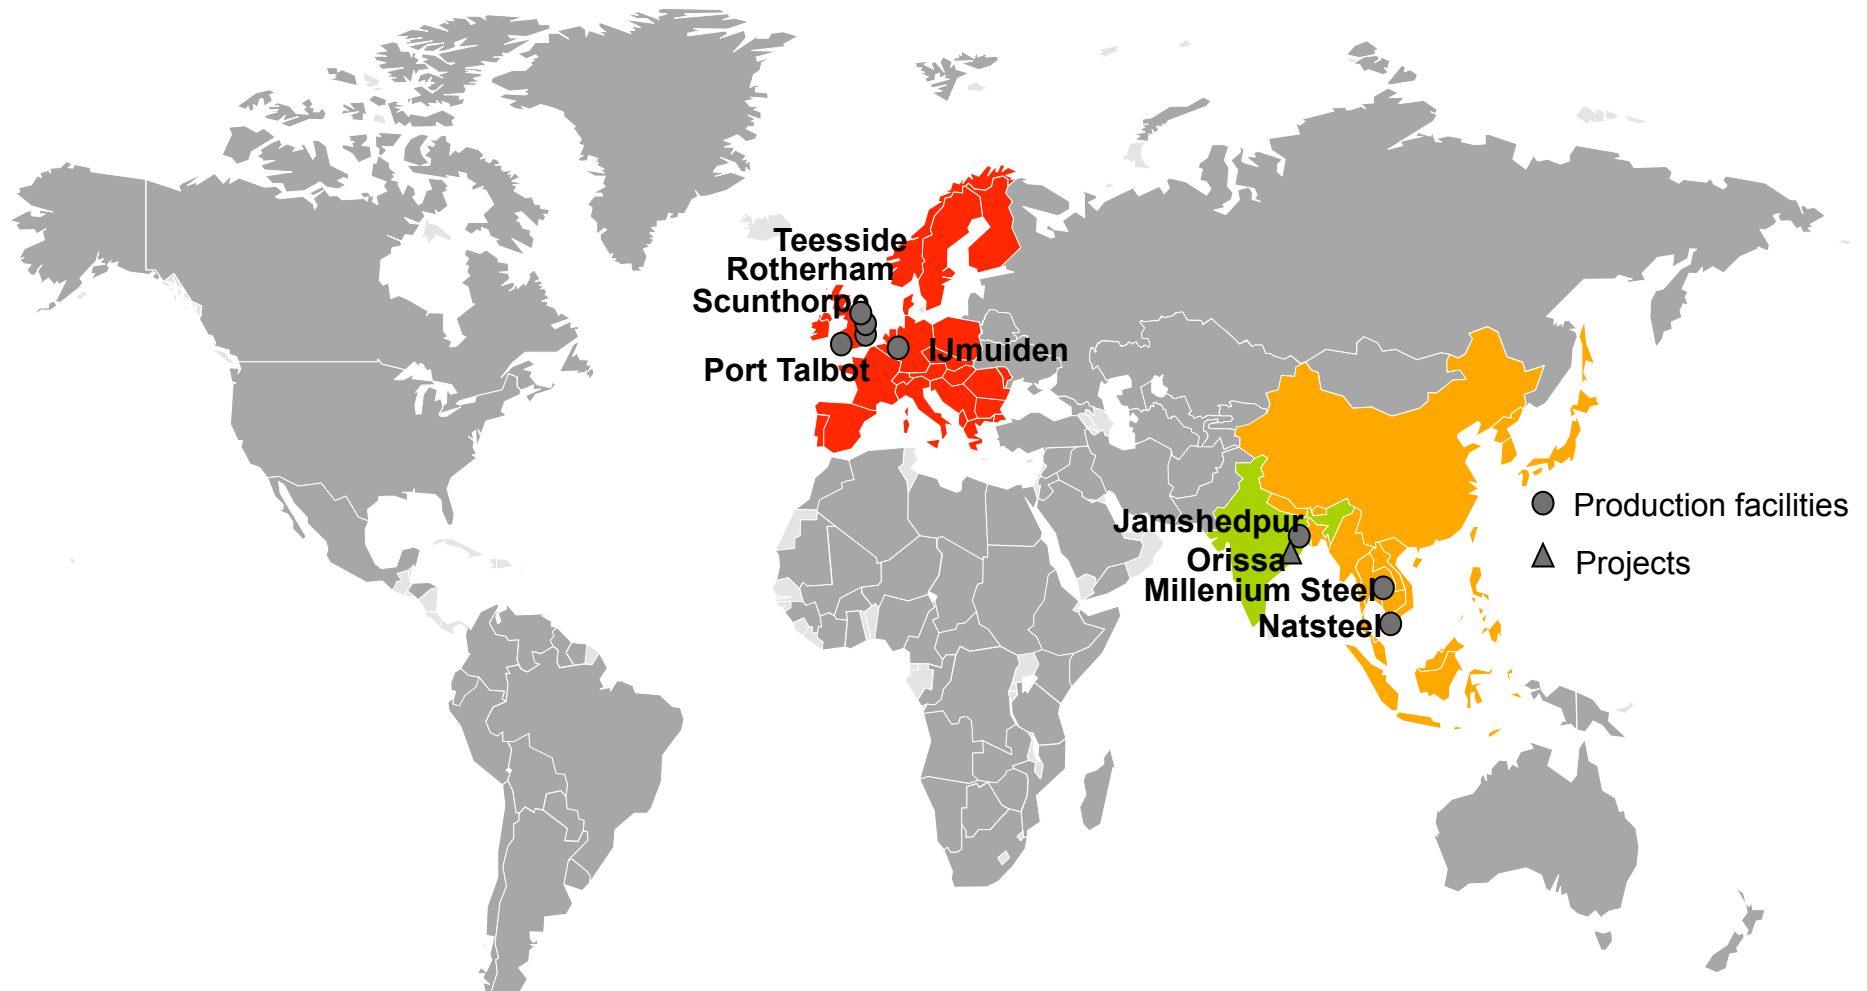 Teesside
Rotherham
Scunthorpe
IJmuiden
Port Talbot
Production facilities
Jamshedpur
Orissa
Projects
Millenium Steel
Natsteel